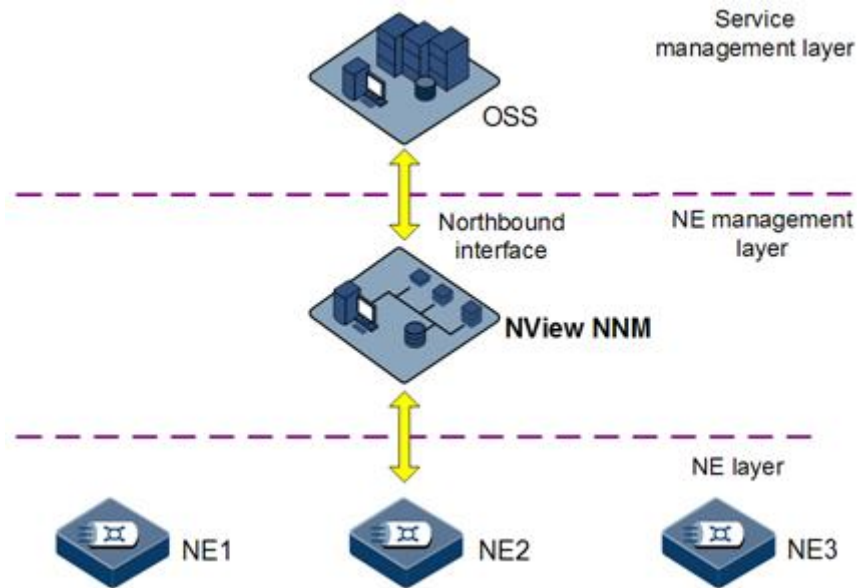 Service
management layer
OSS
Northbound
interface
NE management
layer
NView NNM
NE layer
NE1
NE2
NE3